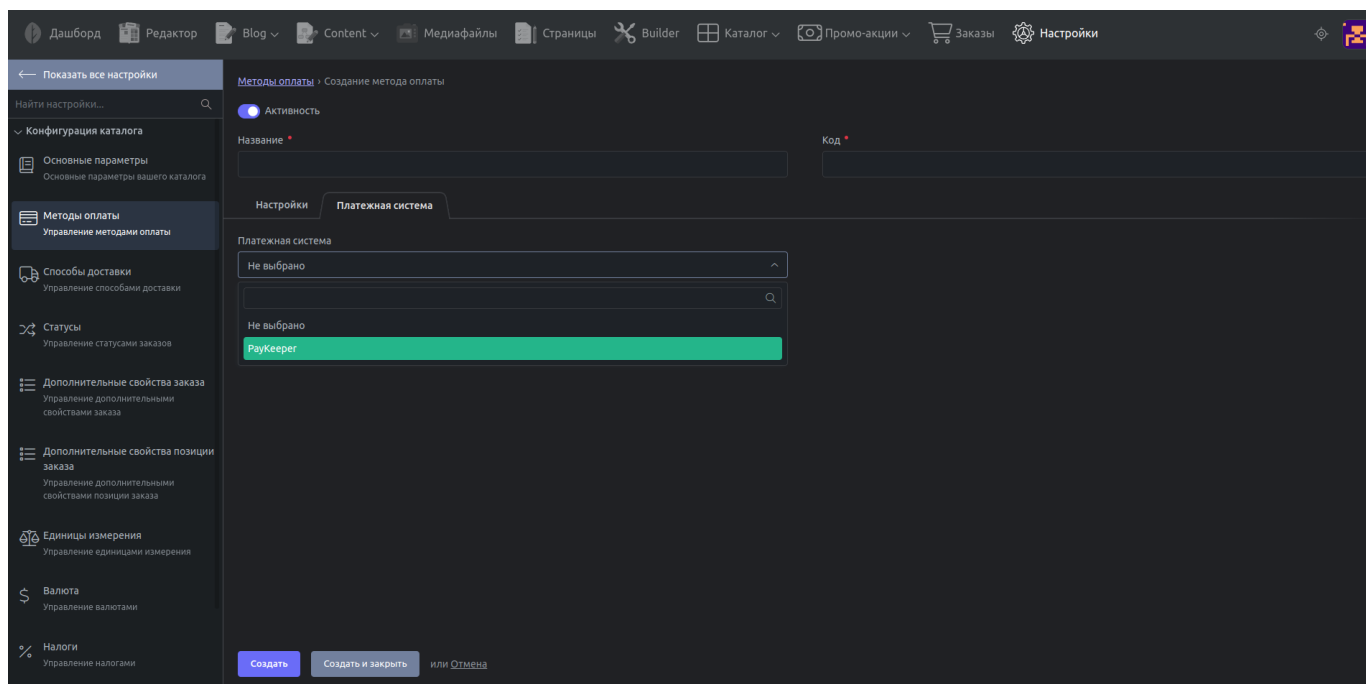 Дашборд Редактор Blog Content Медиафайлы Страницы Builder Каталог Промо-акции Заказы Настройки
Показать все настройки
Найти настройки...
Конфигурация каталога
Основные параметры
Основные параметры вашего каталога
Методы оплаты
Управление методами оплаты
Способы доставки
Управление способами доставки
Статусы
Управление статусами заказов
Дополнительные свойства заказа
Управление дополнительными
свойствами заказа
Дополнительные свойства позиции
заказа
Управление дополнительными
свойствами позиции заказа
Единицы измерения
Управление единицами измерения
Валюта
Управление валютами
Налоги
Управление налогами
Методы оплаты › Создание метода оплаты
Активность
Название * Код *
Настройки Платежная система
Платежная система
Не выбрано
Не выбрано
PayKeeper
Создать Создать и закрыть или Отмена